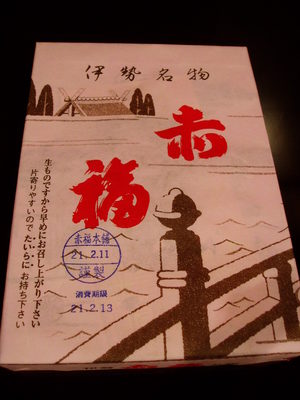 伊勢名物
赤福
生ものですから早めにお召し上がり下さい
片寄りやすいのでたいらにお持ち下さい
赤福本舗
21.2.11
謹製
消費期限
21.2.13